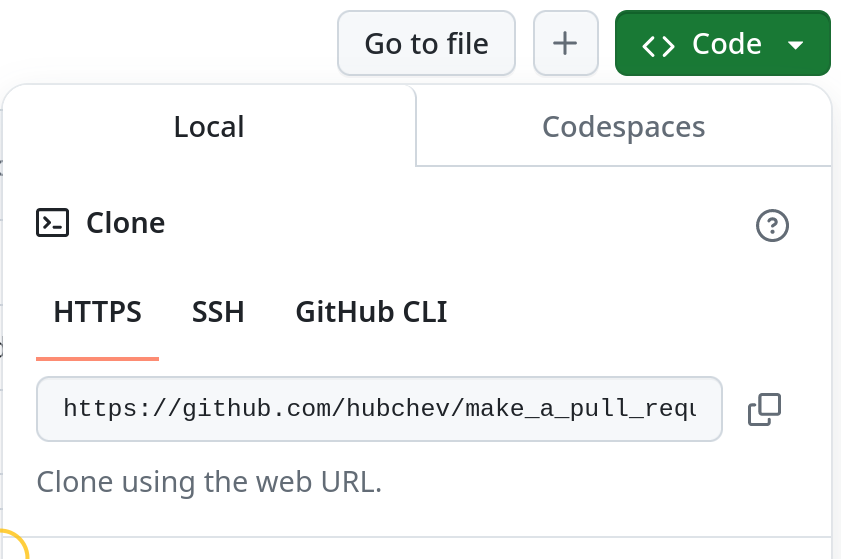 Go to file
+
<> Code
Local
Codespaces
Clone
HTTPS
SSH
GitHub CLI
https://github.com/hubchev/make_a_pull_requ
Clone using the web URL.